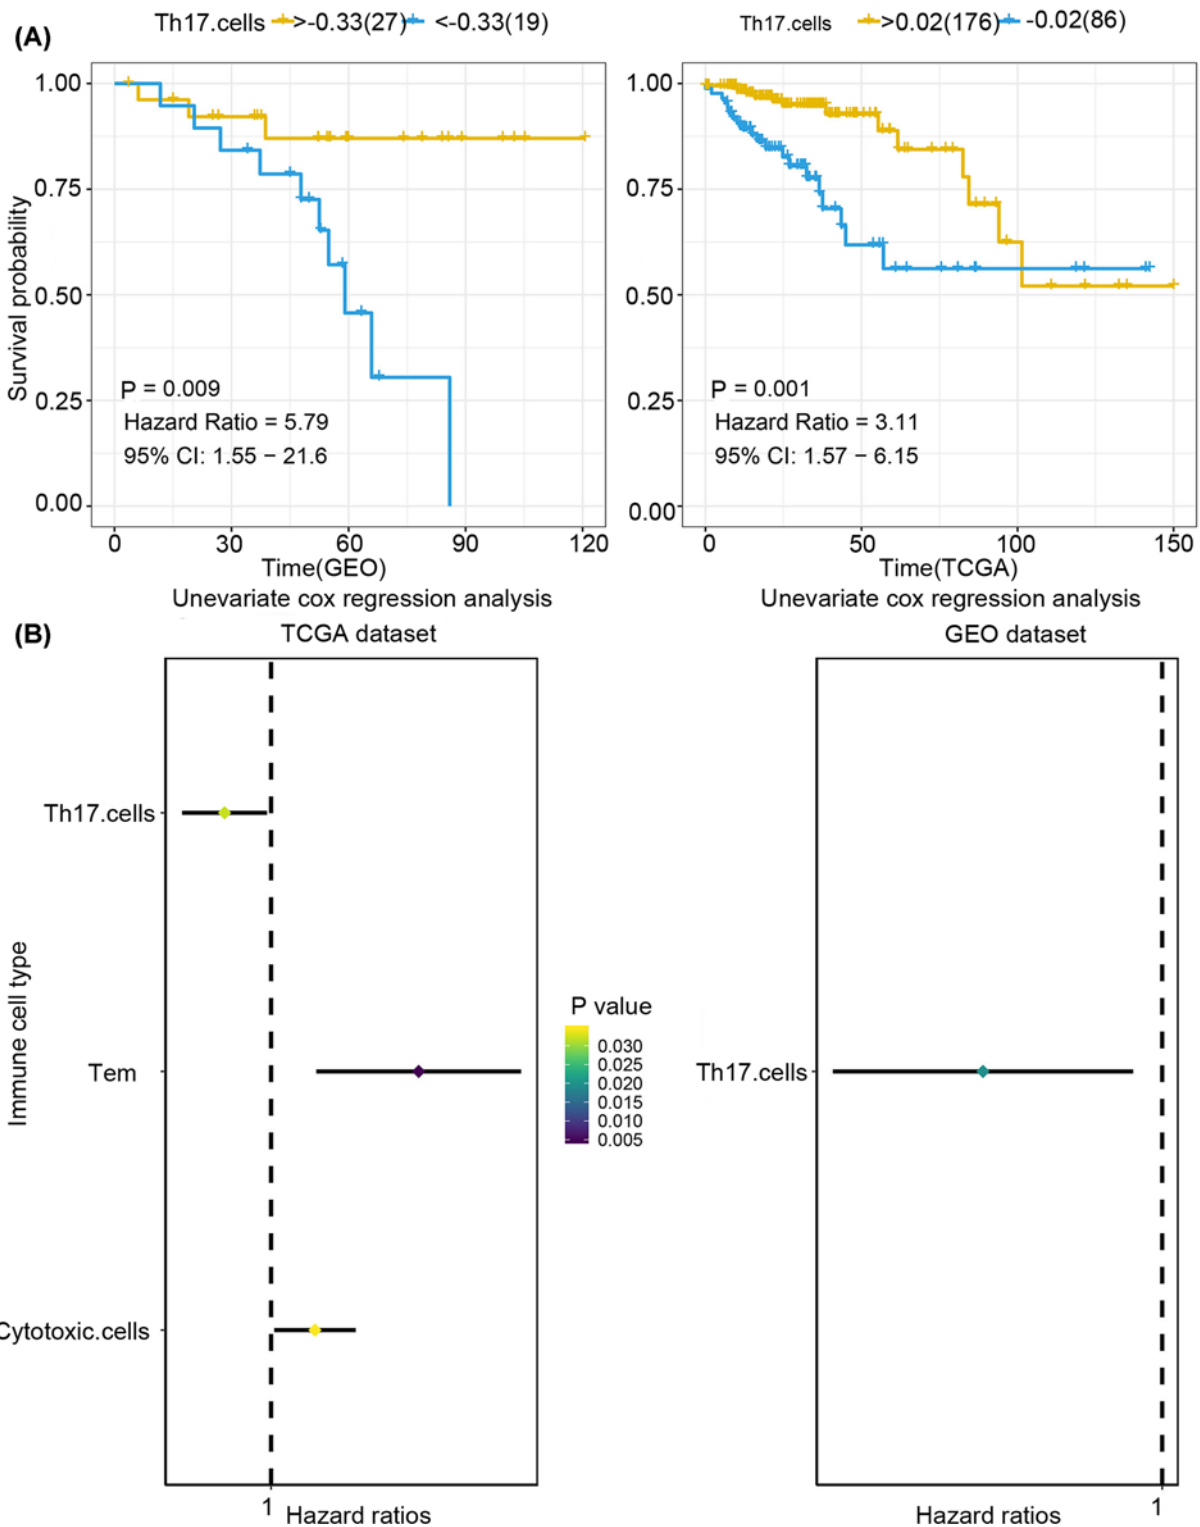 (A)
Th17.cells >-0.33(27) <-0.33(19)
Th17.cells >0.02(176) -0.02(86)
Survival probability
1.00
0.75
0.50
0.25
0.00
P = 0.009
Hazard Ratio = 5.79
95% CI: 1.55 − 21.6
0 30 60 90 120
Time(GEO)
Unevariate cox regression analysis
1.00
0.75
0.50
0.25
0.00
P = 0.001
Hazard Ratio = 3.11
95% CI: 1.57 − 6.15
0 50 100 150
Time(TCGA)
Unevariate cox regression analysis
(B)
TCGA dataset
Immune cell type
Th17.cells
Tem
Cytotoxic.cells
1
Hazard ratios
P value
0.030
0.025
0.020
0.015
0.010
0.005
GEO dataset
Th17.cells
1
Hazard ratios